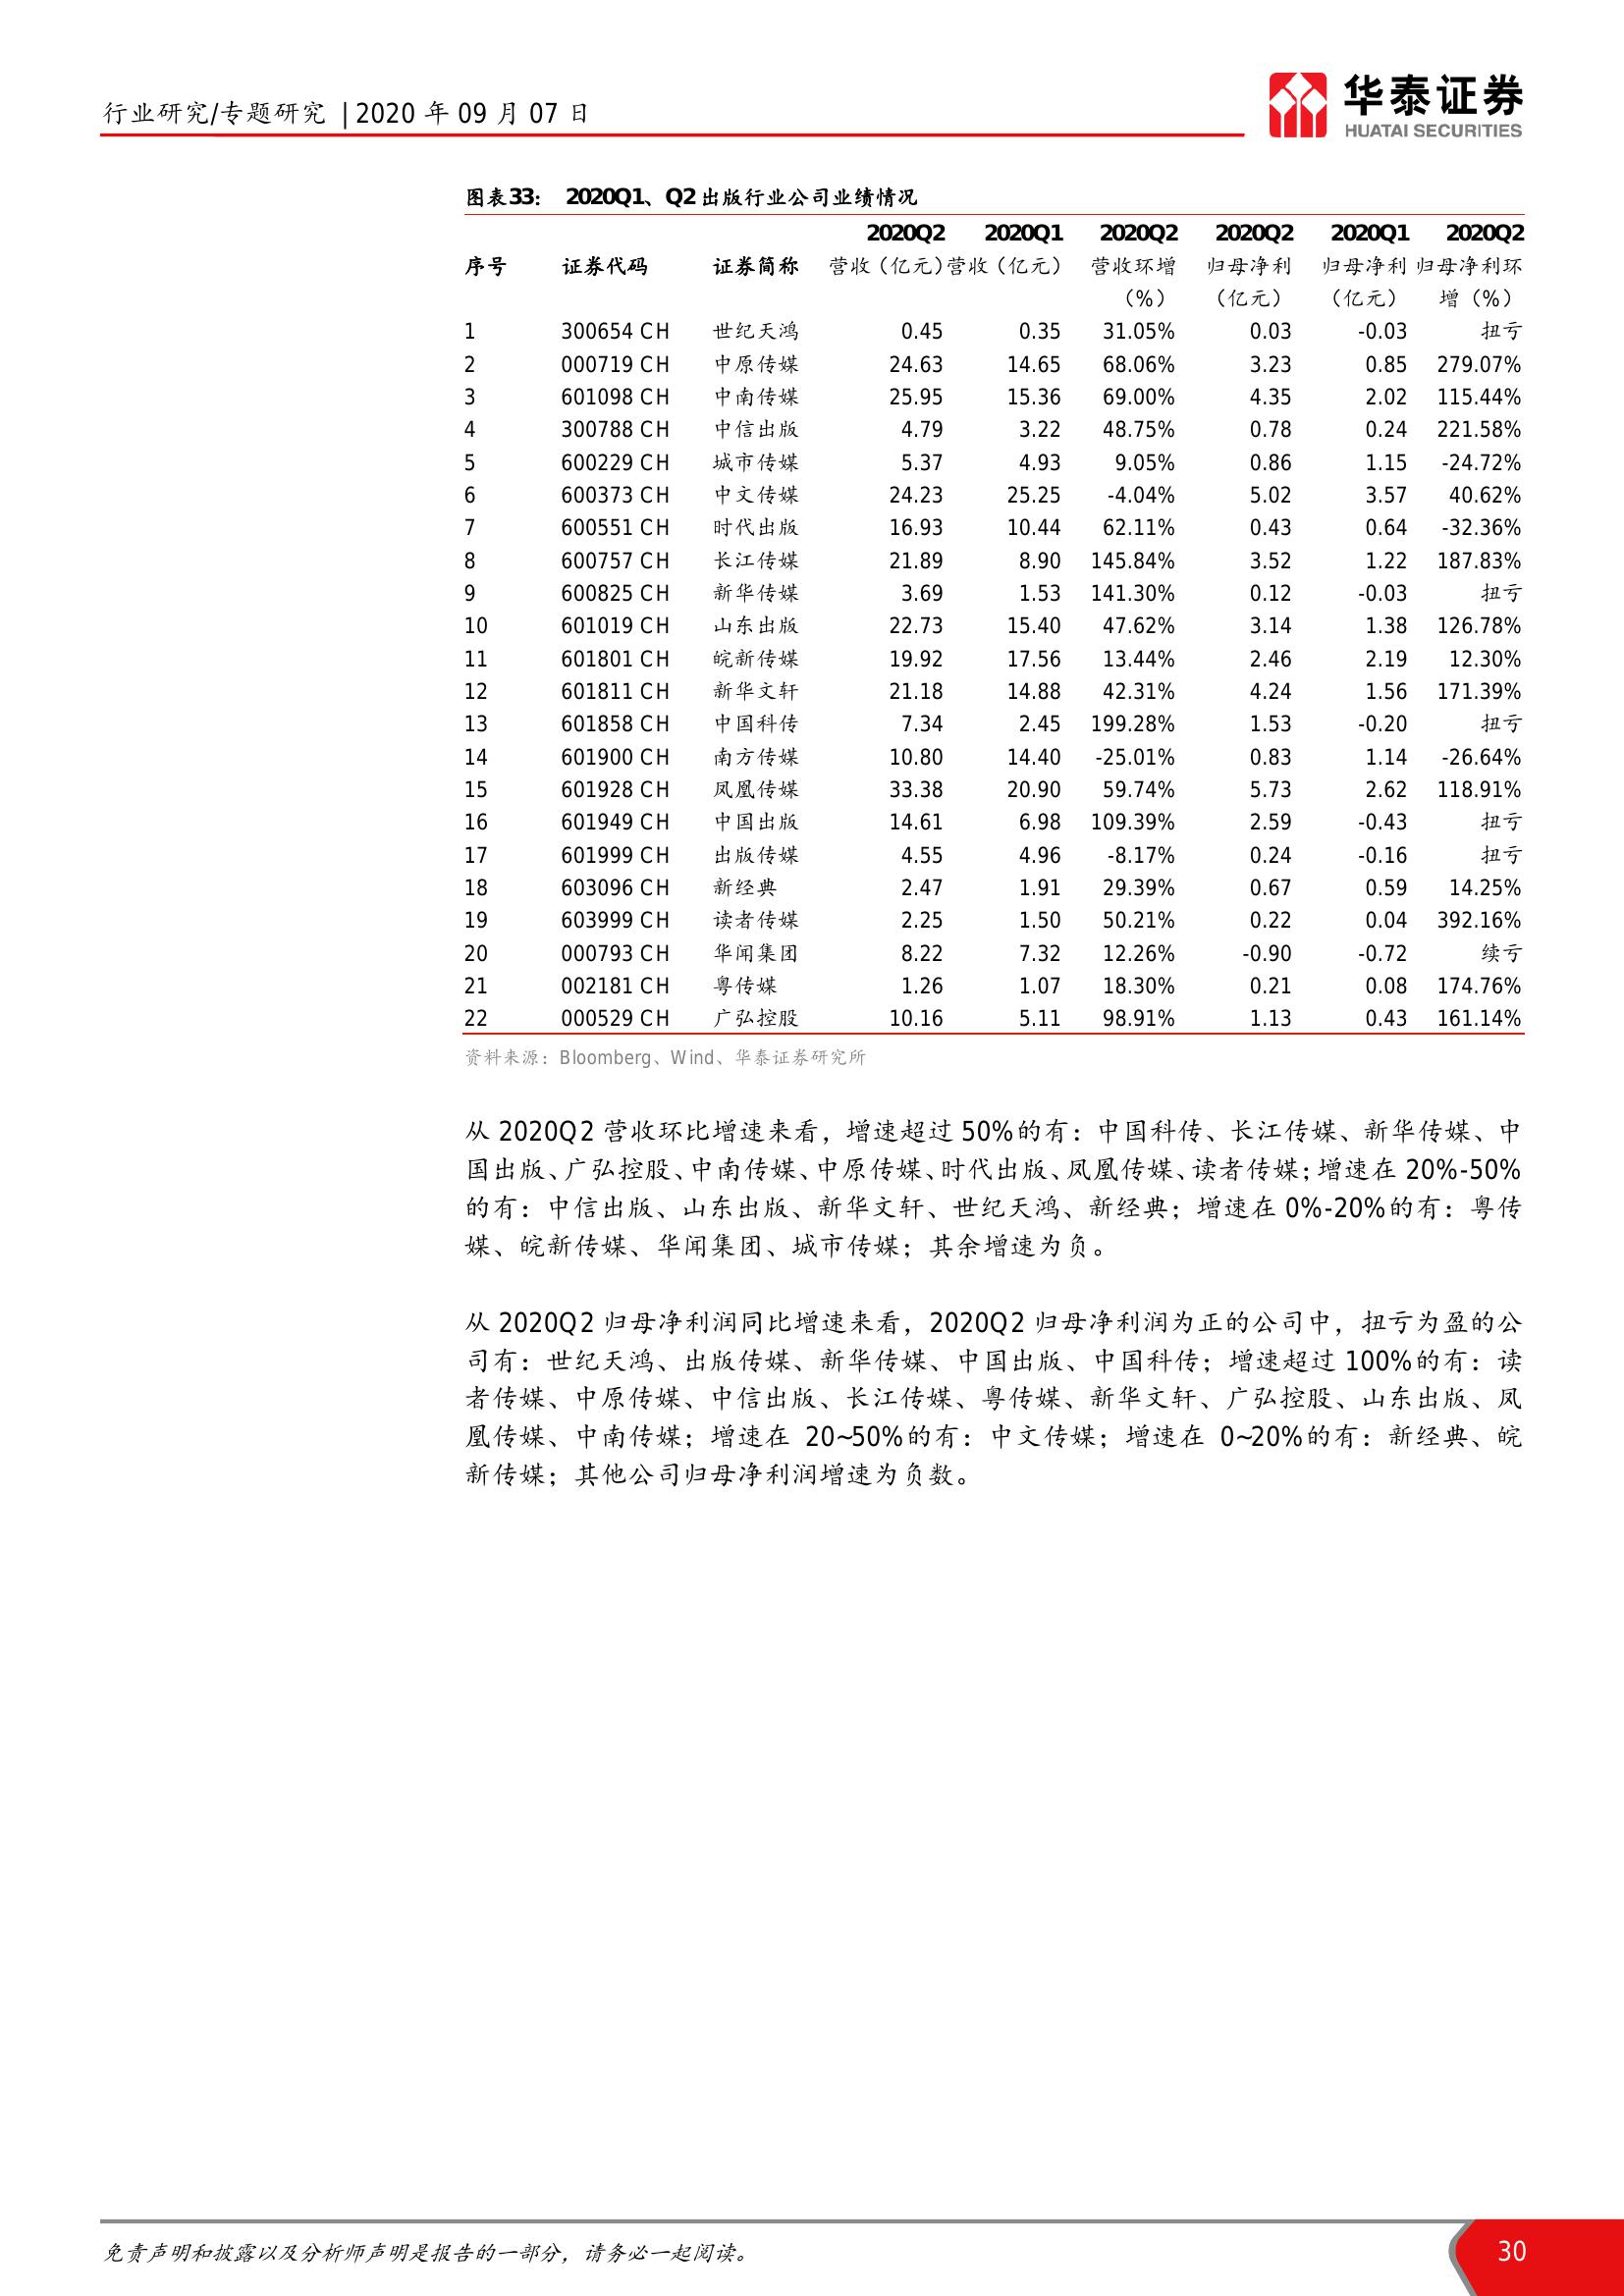 行业研究/专题研究 | 2020 年 09 月 07 日
华泰证券
HUATAI SECURITIES
图表33： 2020Q1、Q2 出版行业公司业绩情况
2020Q2 2020Q1 2020Q2 2020Q2 2020Q1 2020Q2
序号 证券代码 证券简称 营收（亿元） 营收（亿元） 营收环增 归母净利 归母净利 归母净利环
（%） （亿元） （亿元） 增（%）
1 300654 CH 世纪天鸿 0.45 0.35 31.05% 0.03 -0.03 扭亏
2 000719 CH 中原传媒 24.63 14.65 68.06% 3.23 0.85 279.07%
3 601098 CH 中南传媒 25.95 15.36 69.00% 4.35 2.02 115.44%
4 300788 CH 中信出版 4.79 3.22 48.75% 0.78 0.24 221.58%
5 600229 CH 城市传媒 5.37 4.93 9.05% 0.86 1.15 -24.72%
6 600373 CH 中文传媒 24.23 25.25 -4.04% 5.02 3.57 40.62%
7 600551 CH 时代出版 16.93 10.44 62.11% 0.43 0.64 -32.36%
8 600757 CH 长江传媒 21.89 8.90 145.84% 3.52 1.22 187.83%
9 600825 CH 新华传媒 3.69 1.53 141.30% 0.12 -0.03 扭亏
10 601019 CH 山东出版 22.73 15.40 47.62% 3.14 1.38 126.78%
11 601801 CH 皖新传媒 19.92 17.56 13.44% 2.46 2.19 12.30%
12 601811 CH 新华文轩 21.18 14.88 42.31% 4.24 1.56 171.39%
13 601858 CH 中国科传 7.34 2.45 199.28% 1.53 -0.20 扭亏
14 601900 CH 南方传媒 10.80 14.40 -25.01% 0.83 1.14 -26.64%
15 601928 CH 凤凰传媒 33.38 20.90 59.74% 5.73 2.62 118.91%
16 601949 CH 中国出版 14.61 6.98 109.39% 2.59 -0.43 扭亏
17 601999 CH 出版传媒 4.55 4.96 -8.17% 0.24 -0.16 扭亏
18 603096 CH 新经典 2.47 1.91 29.39% 0.67 0.59 14.25%
19 603999 CH 读者传媒 2.25 1.50 50.21% 0.22 0.04 392.16%
20 000793 CH 华闻集团 8.22 7.32 12.26% -0.90 -0.72 续亏
21 002181 CH 粤传媒 1.26 1.07 18.30% 0.21 0.08 174.76%
22 000529 CH 广弘控股 10.16 5.11 98.91% 1.13 0.43 161.14%
资料来源：Bloomberg、Wind、华泰证券研究所
从 2020Q2 营收环比增速来看，增速超过 50%的有：中国科传、长江传媒、新华传媒、中
国出版、广弘控股、中南传媒、中原传媒、时代出版、凤凰传媒、读者传媒；增速在 20%-50%
的有：中信出版、山东出版、新华文轩、世纪天鸿、新经典；增速在 0%-20%的有：粤传
媒、皖新传媒、华闻集团、城市传媒；其余增速为负。
从 2020Q2 归母净利润同比增速来看，2020Q2 归母净利润为正的公司中，扭亏为盈的公
司有：世纪天鸿、出版传媒、新华传媒、中国出版、中国科传；增速超过 100%的有：读
者传媒、中原传媒、中信出版、长江传媒、粤传媒、新华文轩、广弘控股、山东出版、凤
凰传媒、中南传媒；增速在 20~50%的有：中文传媒；增速在 0~20%的有：新经典、皖
新传媒；其他公司归母净利润增速为负数。
免责声明和披露以及分析师声明是报告的一部分，请务必一起阅读。
30